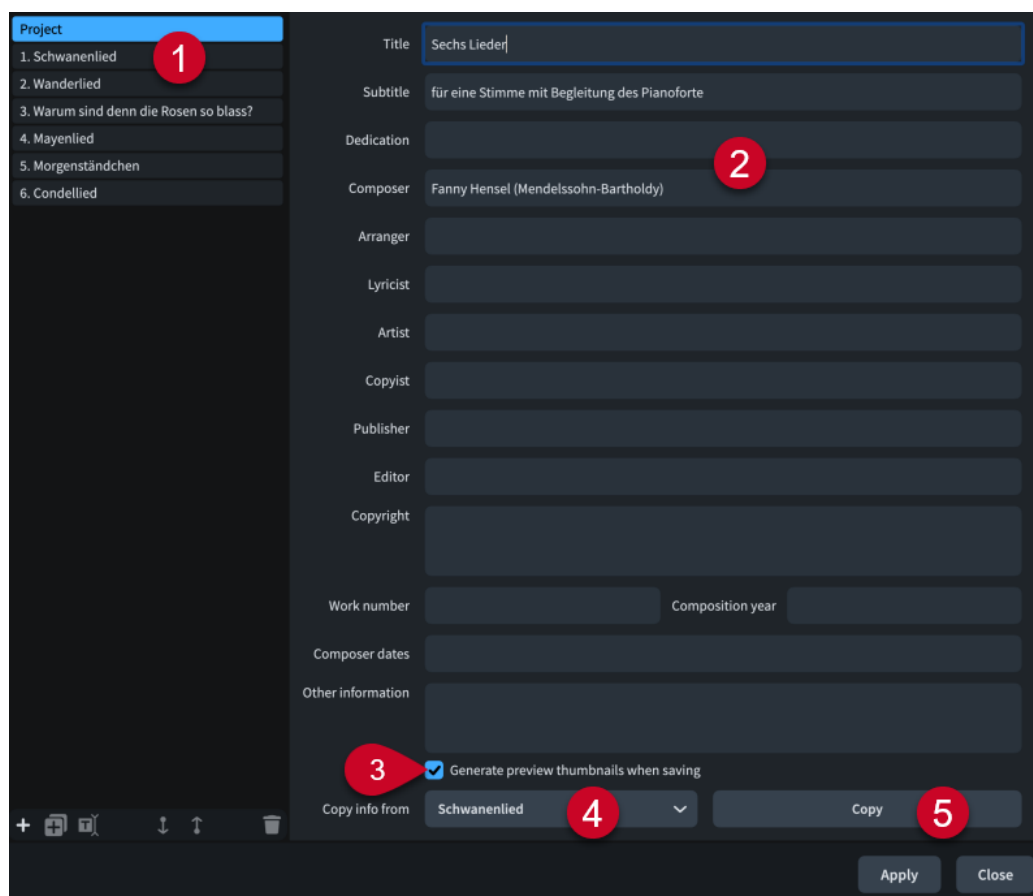 Project
1. Schwanenlied
2. Wanderlied
3. Warum sind denn die Rosen so blass?
4. Mayenlied
5. Morgenständchen
6. Condellied
1
Title Sechs Lieder
Subtitle für eine Stimme mit Begleitung des Pianoforte
Dedication
2
Composer Fanny Hensel (Mendelssohn-Bartholdy)
Arranger
Lyricist
Artist
Copyist
Publisher
Editor
Copyright
Work number Composition year
Composer dates
Other information
3 Generate preview thumbnails when saving
Copy info from Schwanenlied 4 Copy 5
Apply Close